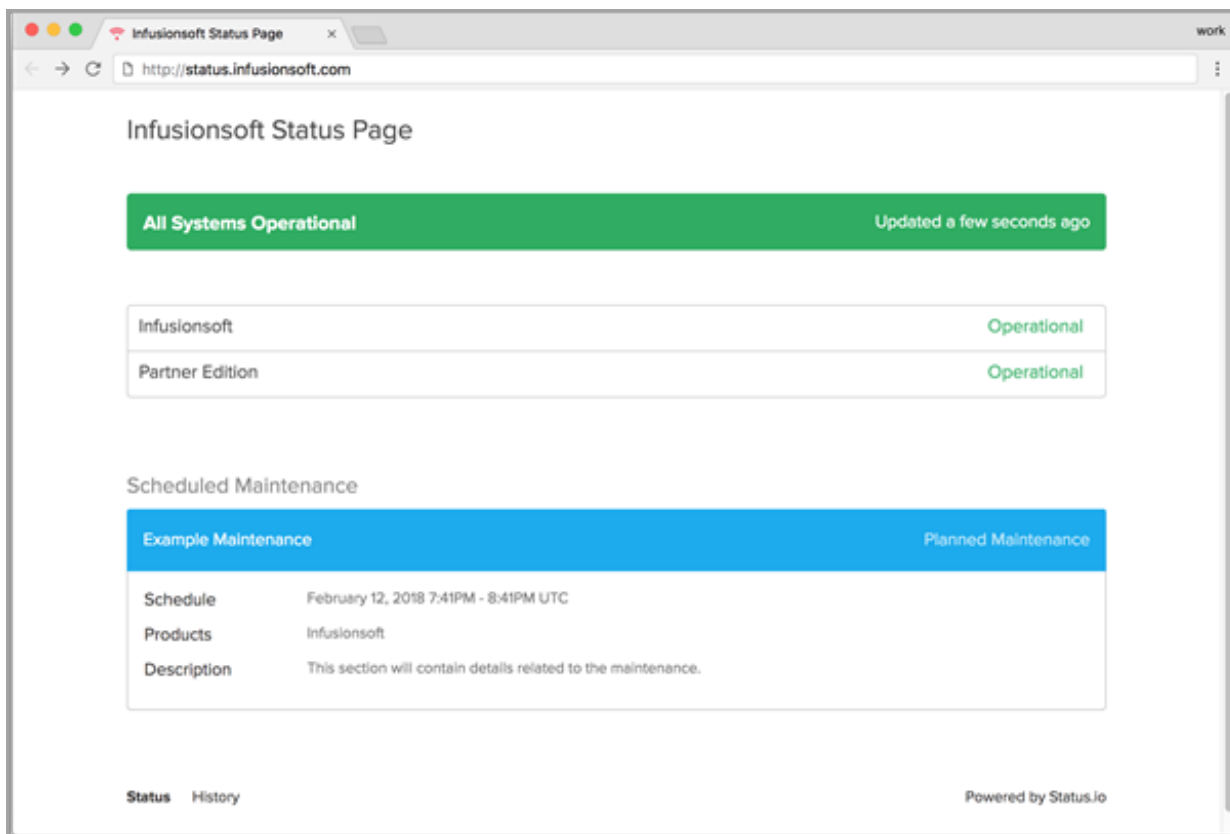 Infusionsoft Status Page
work
http://status.infusionsoft.com
Infusionsoft Status Page
All Systems Operational Updated a few seconds ago
Infusionsoft Operational
Partner Edition Operational
Scheduled Maintenance
Example Maintenance Planned Maintenance
Schedule February 12, 2018 7:41PM - 8:41PM UTC
Products Infusionsoft
Description This section will contain details related to the maintenance.
Status History Powered by Status.io